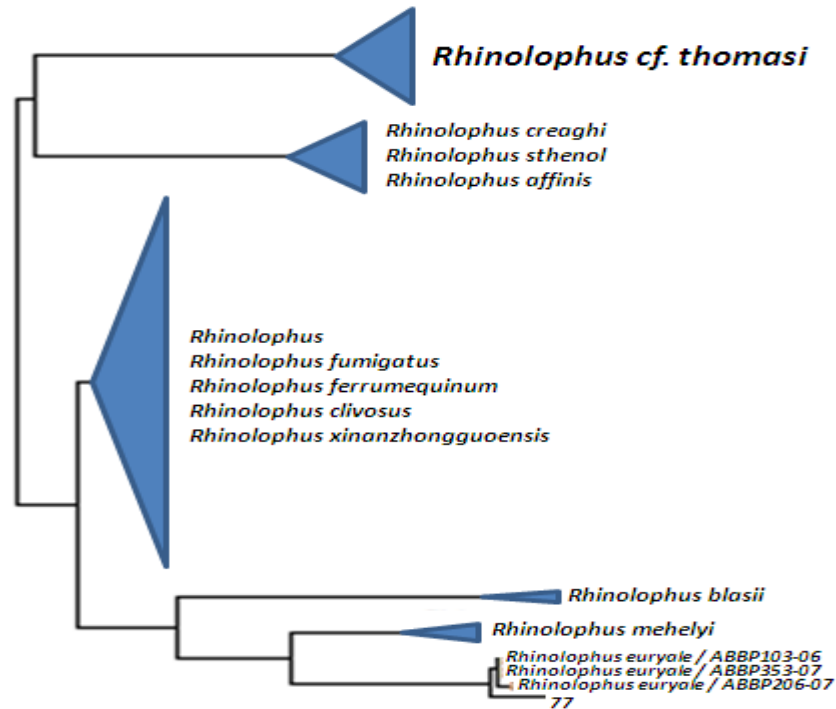 Rhinolophus cf. thomasi
Rhinolophus creaghi
Rhinolophus sthenol
Rhinolophus affinis
Rhinolophus
Rhinolophus fumigatus
Rhinolophus ferrumequinum
Rhinolophus clivosus
Rhinolophus xinanzhongguoensis
Rhinolophus blasii
Rhinolophus mehelyi
Rhinolophus euryale / ABBP103-06
Rhinolophus euryale / ABBP353-07
Rhinolophus euryale / ABBP206-07
77